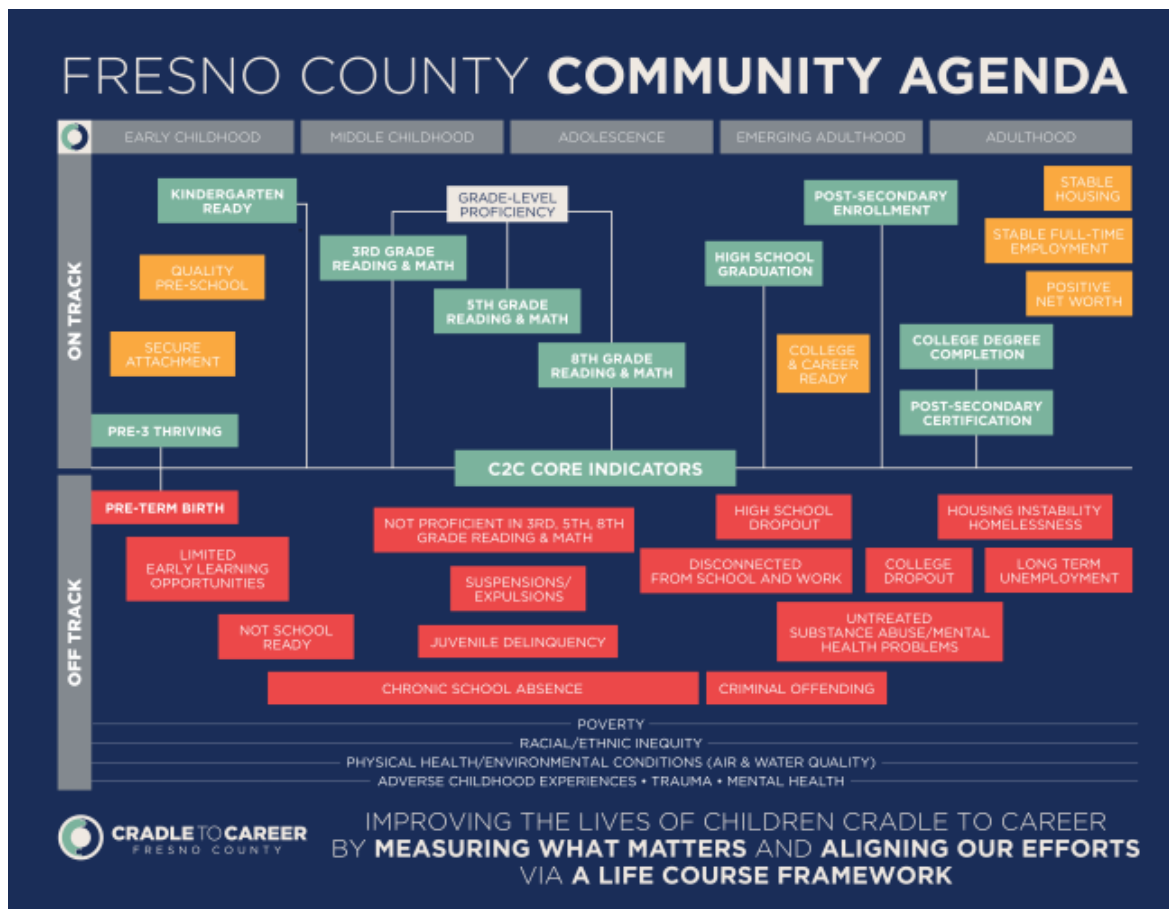 FRESNO COUNTY COMMUNITY AGENDA
EARLY CHILDHOOD
MIDDLE CHILDHOOD
ADOLESCENCE
EMERGING ADULTHOOD
ADULTHOOD
ON TRACK
KINDERGARTEN
READY
QUALITY
PRE-SCHOOL
SECURE
ATTACHMENT
PRE-3 THRIVING
GRADE-LEVEL
PROFICIENCY
3RD GRADE
READING & MATH
5TH GRADE
READING & MATH
8TH GRADE
READING & MATH
HIGH SCHOOL
GRADUATION
POST-SECONDARY
ENROLLMENT
COLLEGE
& CAREER
READY
STABLE
HOUSING
STABLE FULL-TIME
EMPLOYMENT
POSITIVE
NET WORTH
COLLEGE DEGREE
COMPLETION
POST-SECONDARY
CERTIFICATION
C2C CORE INDICATORS
OFF TRACK
PRE-TERM BIRTH
LIMITED
EARLY LEARNING
OPPORTUNITIES
NOT SCHOOL
READY
NOT PROFICIENT IN 3RD, 5TH, 8TH
GRADE READING & MATH
SUSPENSIONS/
EXPULSIONS
JUVENILE DELINQUENCY
CHRONIC SCHOOL ABSENCE
HIGH SCHOOL
DROPOUT
DISCONNECTED
FROM SCHOOL AND WORK
COLLEGE
DROPOUT
HOUSING INSTABILITY
HOMELESSNESS
LONG TERM
UNEMPLOYMENT
UNTREATED
SUBSTANCE ABUSE/MENTAL
HEALTH PROBLEMS
CRIMINAL OFFENDING
POVERTY
RACIAL/ETHNIC INEQUITY
PHYSICAL HEALTH/ENVIRONMENTAL CONDITIONS (AIR & WATER QUALITY)
ADVERSE CHILDHOOD EXPERIENCES • TRAUMA • MENTAL HEALTH
CRADLE TO CAREER
FRESNO COUNTY
IMPROVING THE LIVES OF CHILDREN CRADLE TO CAREER
BY MEASURING WHAT MATTERS AND ALIGNING OUR EFFORTS
VIA A LIFE COURSE FRAMEWORK